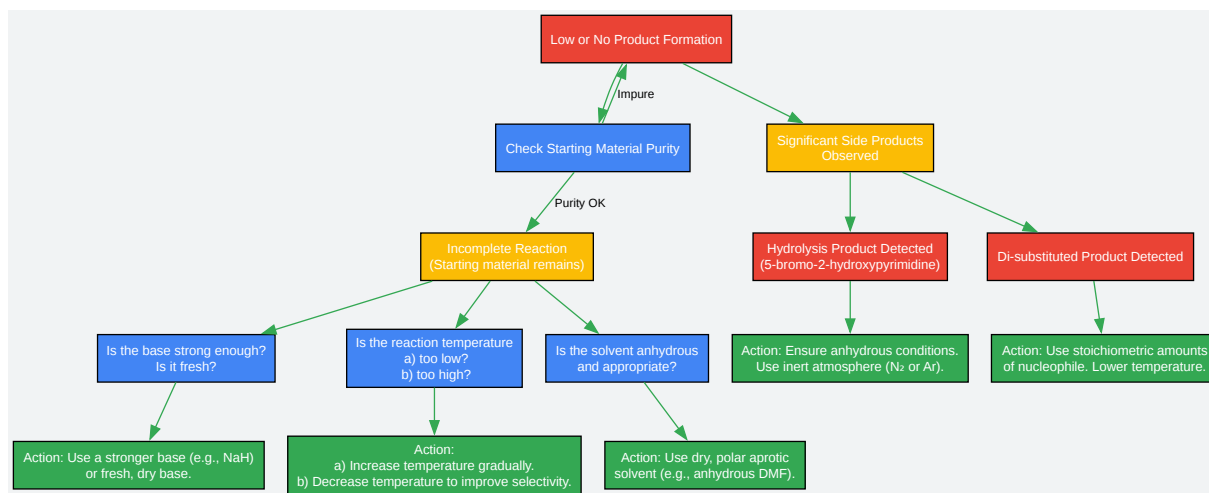 Low or No Product Formation
Impure
Check Starting Material Purity
Significant Side Products
Observed
Purity OK
Incomplete Reaction
(Starting material remains)
Hydrolysis Product Detected
(5-bromo-2-hydroxypyrimidine)
Di-substituted Product Detected
Is the base strong enough?
Is it fresh?
Is the reaction temperature
a) too low?
b) too high?
Is the solvent anhydrous
and appropriate?
Action: Ensure anhydrous conditions.
Use inert atmosphere (N₂ or Ar).
Action: Use stoichiometric amounts
of nucleophile. Lower temperature.
Action: Use a stronger base (e.g., NaH)
or fresh, dry base.
Action:
a) Increase temperature gradually.
b) Decrease temperature to improve selectivity.
Action: Use dry, polar aprotic
solvent (e.g., anhydrous DMF).